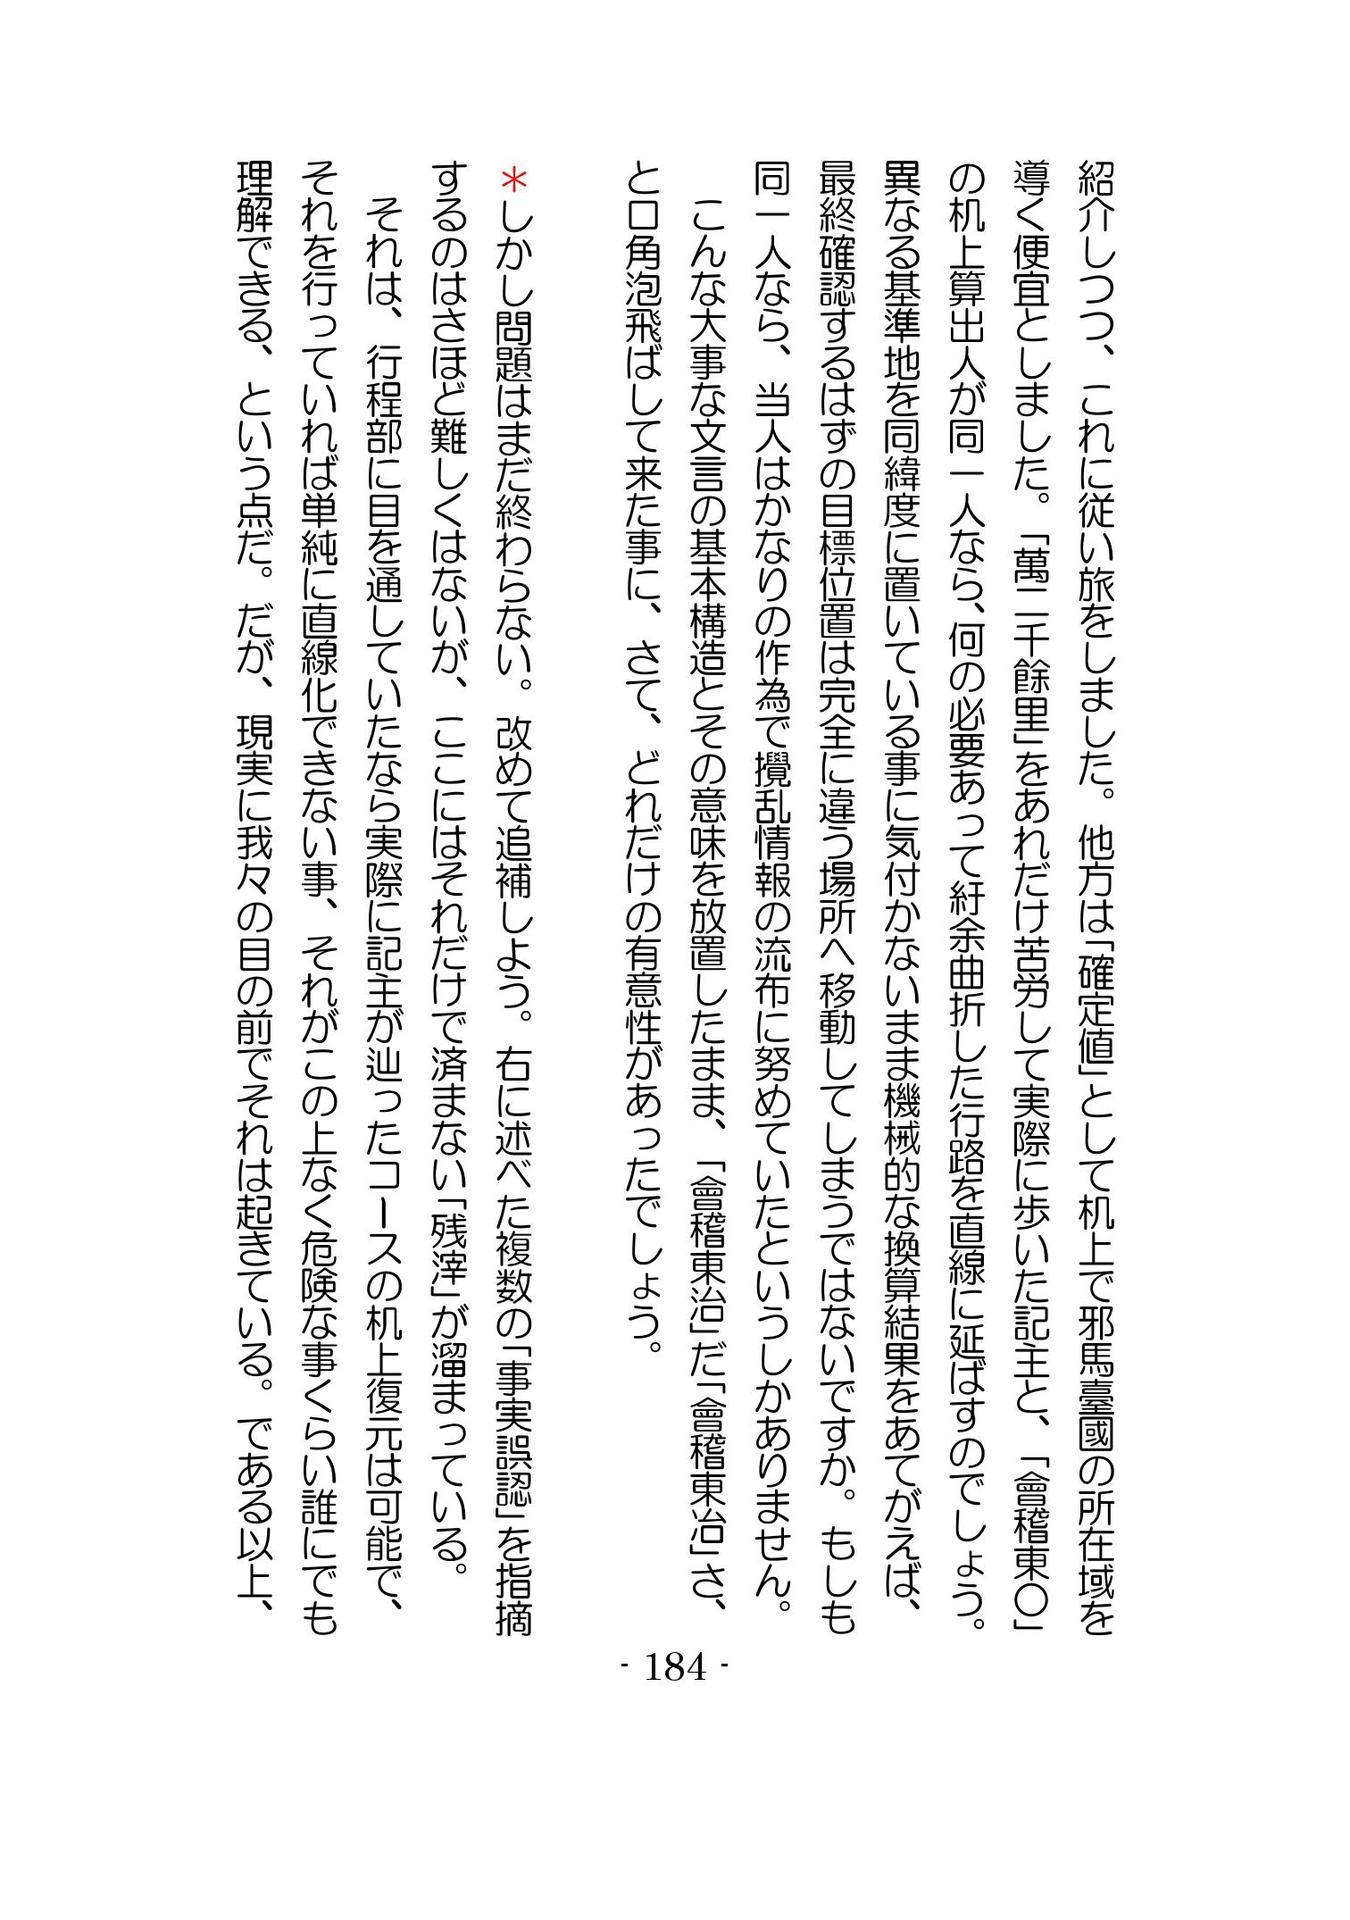 紹介しつつ、これに従い旅をしました。他方は「確定値」として机上で邪馬臺國の所在域を
導く便宜としました。「萬二千餘里」をあれだけ苦労して実際に歩いた記主と、「會稽東〇」
の机上算出人が同一人なら、何の必要あって紆余曲折した行路を直線に延ばすのでしょう。
異なる基準地を同緯度に置いている事に気付かないまま機械的な換算結果をあてがえば、
最終確認するはずの目標位置は完全に違う場所へ移動してしまうではないですか。もしも
同一人なら、当人はかなりの作為で攪乱情報の流布に努めていたというしかありません。
こんな大事な文言の基本構造とその意味を放置したまま、「會稽東治」だ「會稽東冶」さ、
と口角泡飛ばして来た事に、さて、どれだけの有意性があったでしょう。
＊しかし問題はまだ終わらない。改めて追補しよう。右に述べた複数の「事実誤認」を指摘
するのはさほど難しくはないが、ここにはそれだけで済まない「残滓」が溜まっている。
それは、行程部に目を通していたなら実際に記主が辿ったコースの机上復元は可能で、
それを行っていれば単純に直線化できない事、それがこの上なく危険な事くらい誰にでも
理解できる、という点だ。だが、現実に我々の目の前でそれは起きている。である以上、
- 184 -